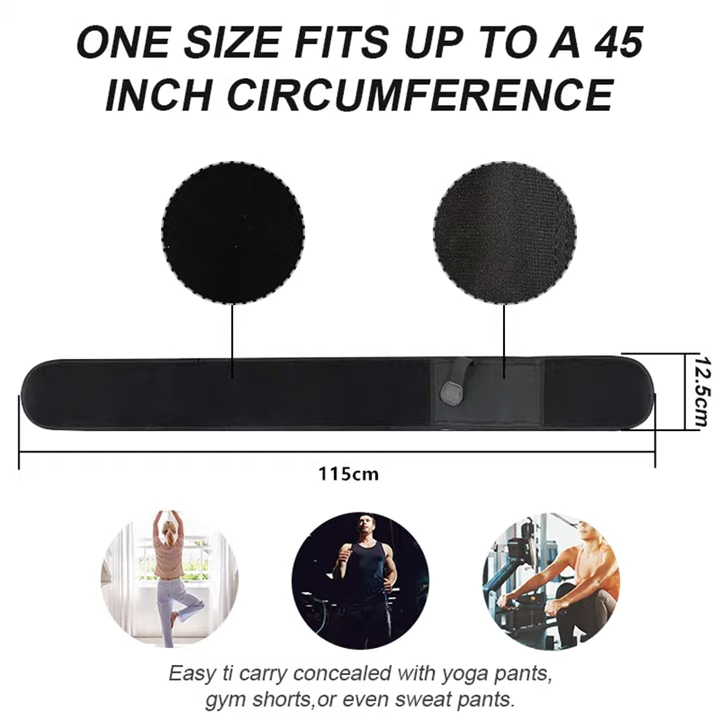 ONE SIZE FITS UP TO A 45
INCH CIRCUMFERENCE
12.5cm
115cm
Easy ti carry concealed with yoga pants,
gym shorts,or even sweat pants.